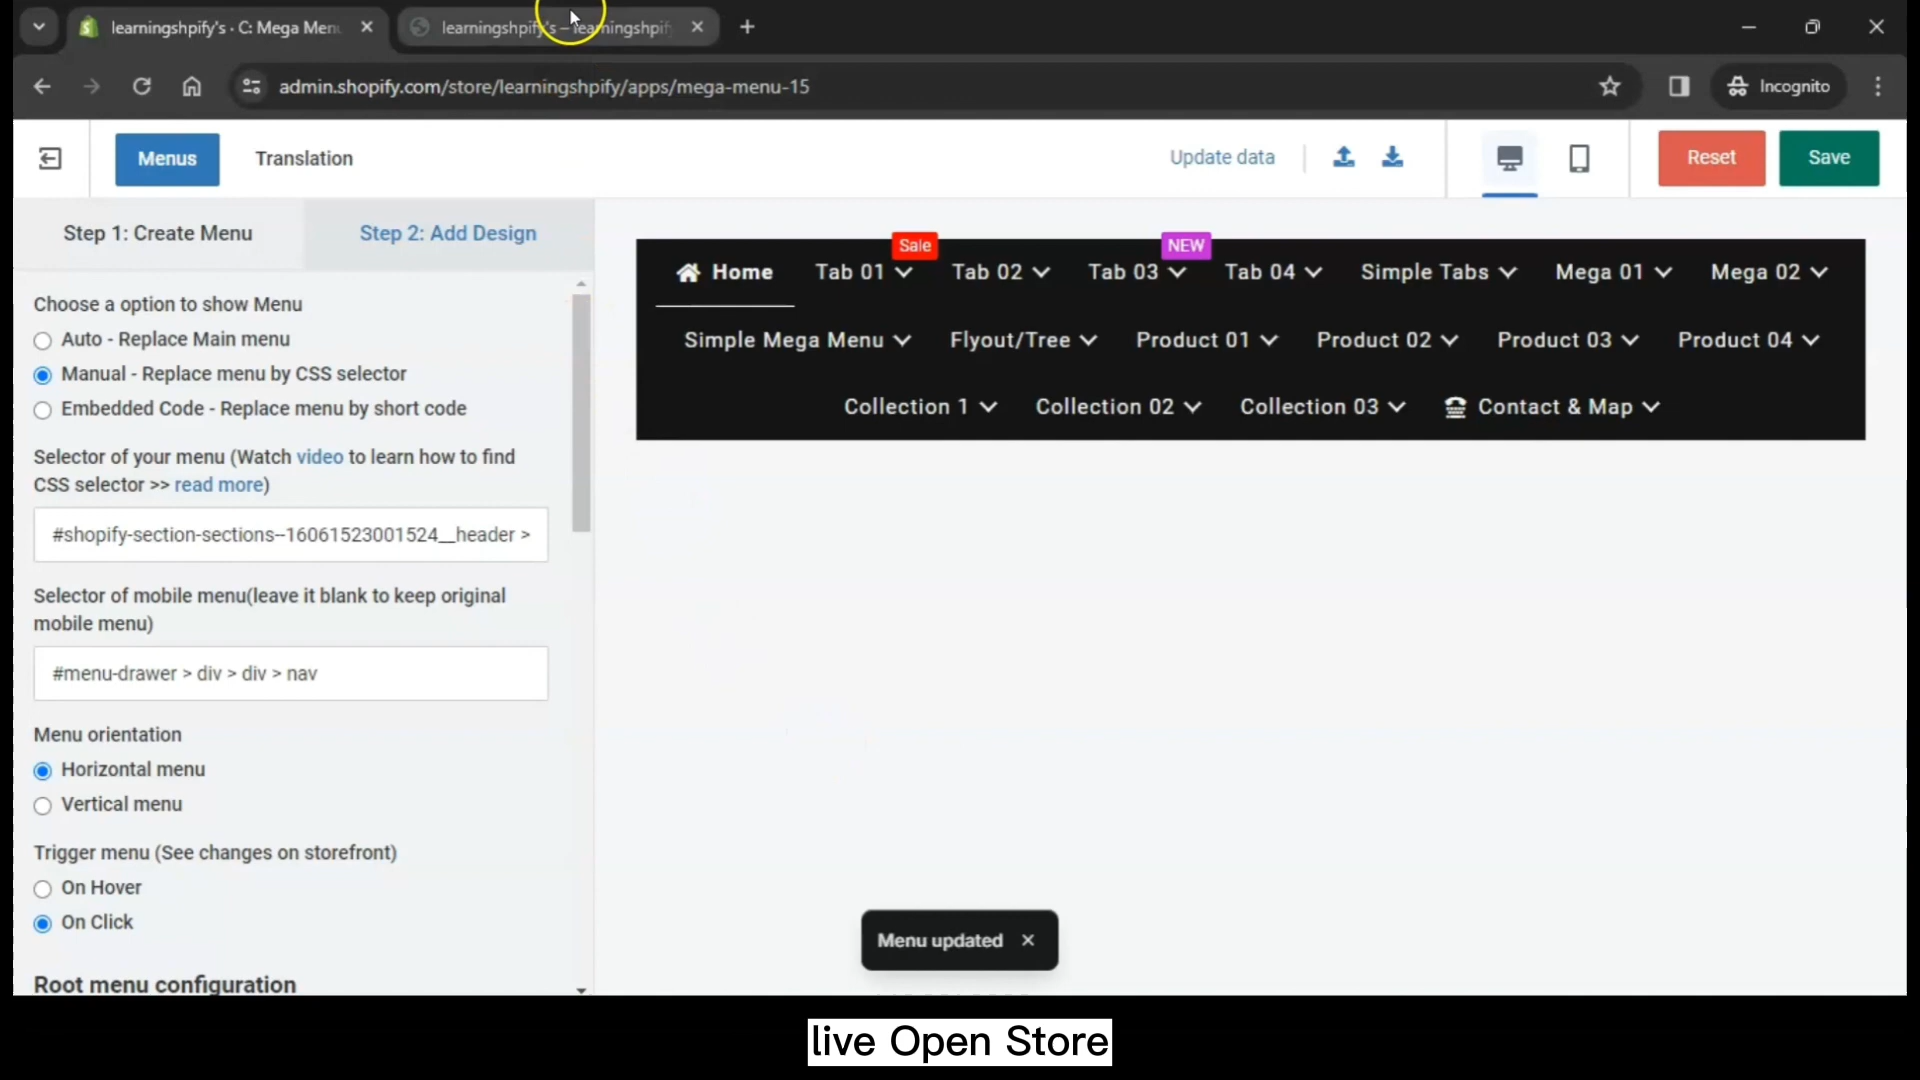 learningshpify's · C: Mega Men
learningshpify's – learningshpif
admin.shopify.com/store/learningshpify/apps/mega-menu-15
Incognito
Menus
Translation
Update data
Reset
Save
Step 1: Create Menu
Step 2: Add Design
Choose a option to show Menu
Auto - Replace Main menu
Manual - Replace menu by CSS selector
Embedded Code - Replace menu by short code
Selector of your menu (Watch video to learn how to find
CSS selector >> read more)
#shopify-section-sections--16061523001524__header >
Selector of mobile menu(leave it blank to keep original
mobile menu)
#menu-drawer > div > div > nav
Menu orientation
Horizontal menu
Vertical menu
Trigger menu (See changes on storefront)
On Hover
On Click
Root menu configuration
Sale
NEW
Home Tab 01 Tab 02 Tab 03 Tab 04 Simple Tabs Mega 01 Mega 02
Simple Mega Menu Flyout/Tree Product 01 Product 02 Product 03 Product 04
Collection 1 Collection 02 Collection 03 Contact & Map
Menu updated
live Open Store